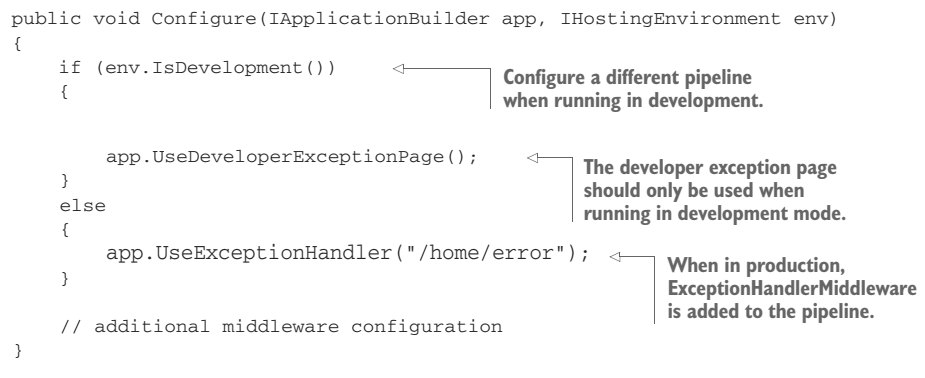 public void Configure(IApplicationBuilder app, IHostingEnvironment env)
{
if (env.IsDevelopment())
Configure a different pipeline
when running in development.
{
app.UseDeveloperExceptionPage();
The developer exception page
should only be used when
running in development mode.
}
else
{
app.UseExceptionHandler("/home/error");
When in production,
ExceptionHandlerMiddleware
is added to the pipeline.
}
// additional middleware configuration
}